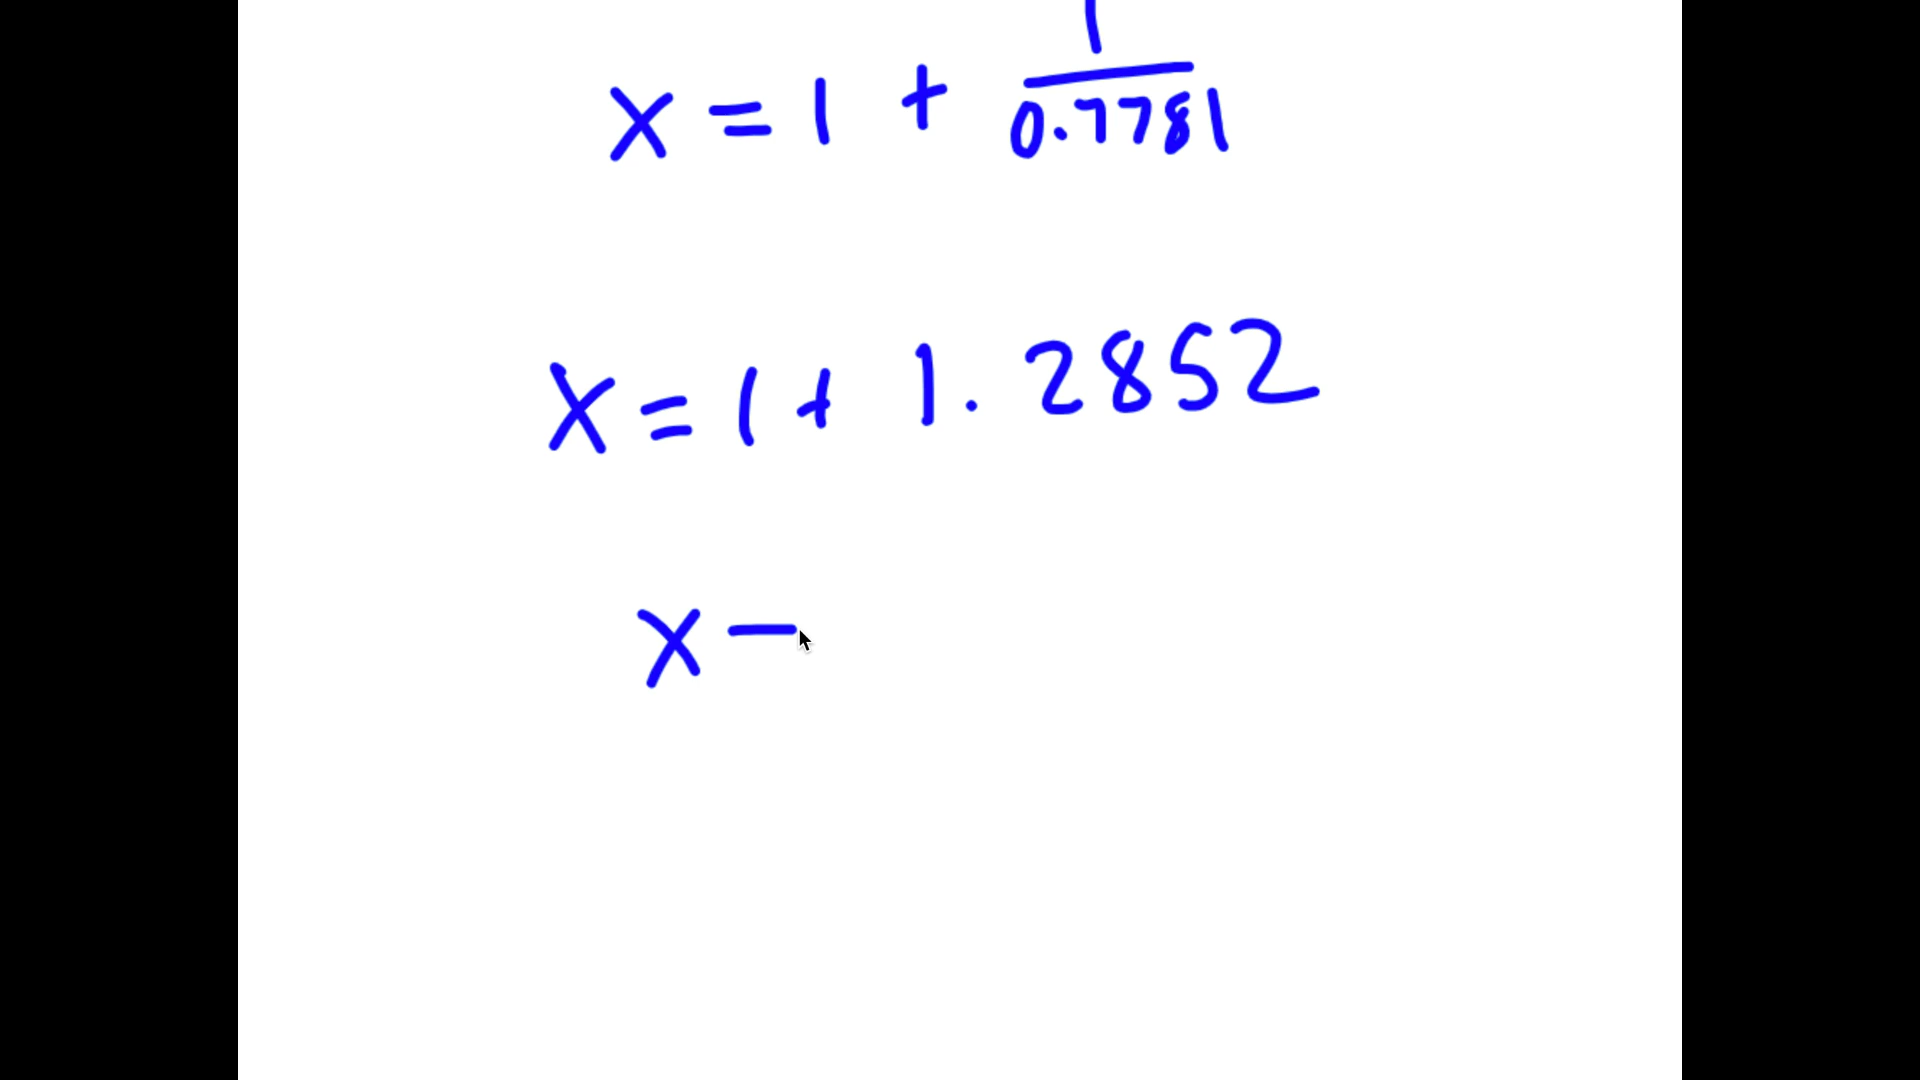 x = 1 + 1/0.7781
x = 1 + 1.2852
x −